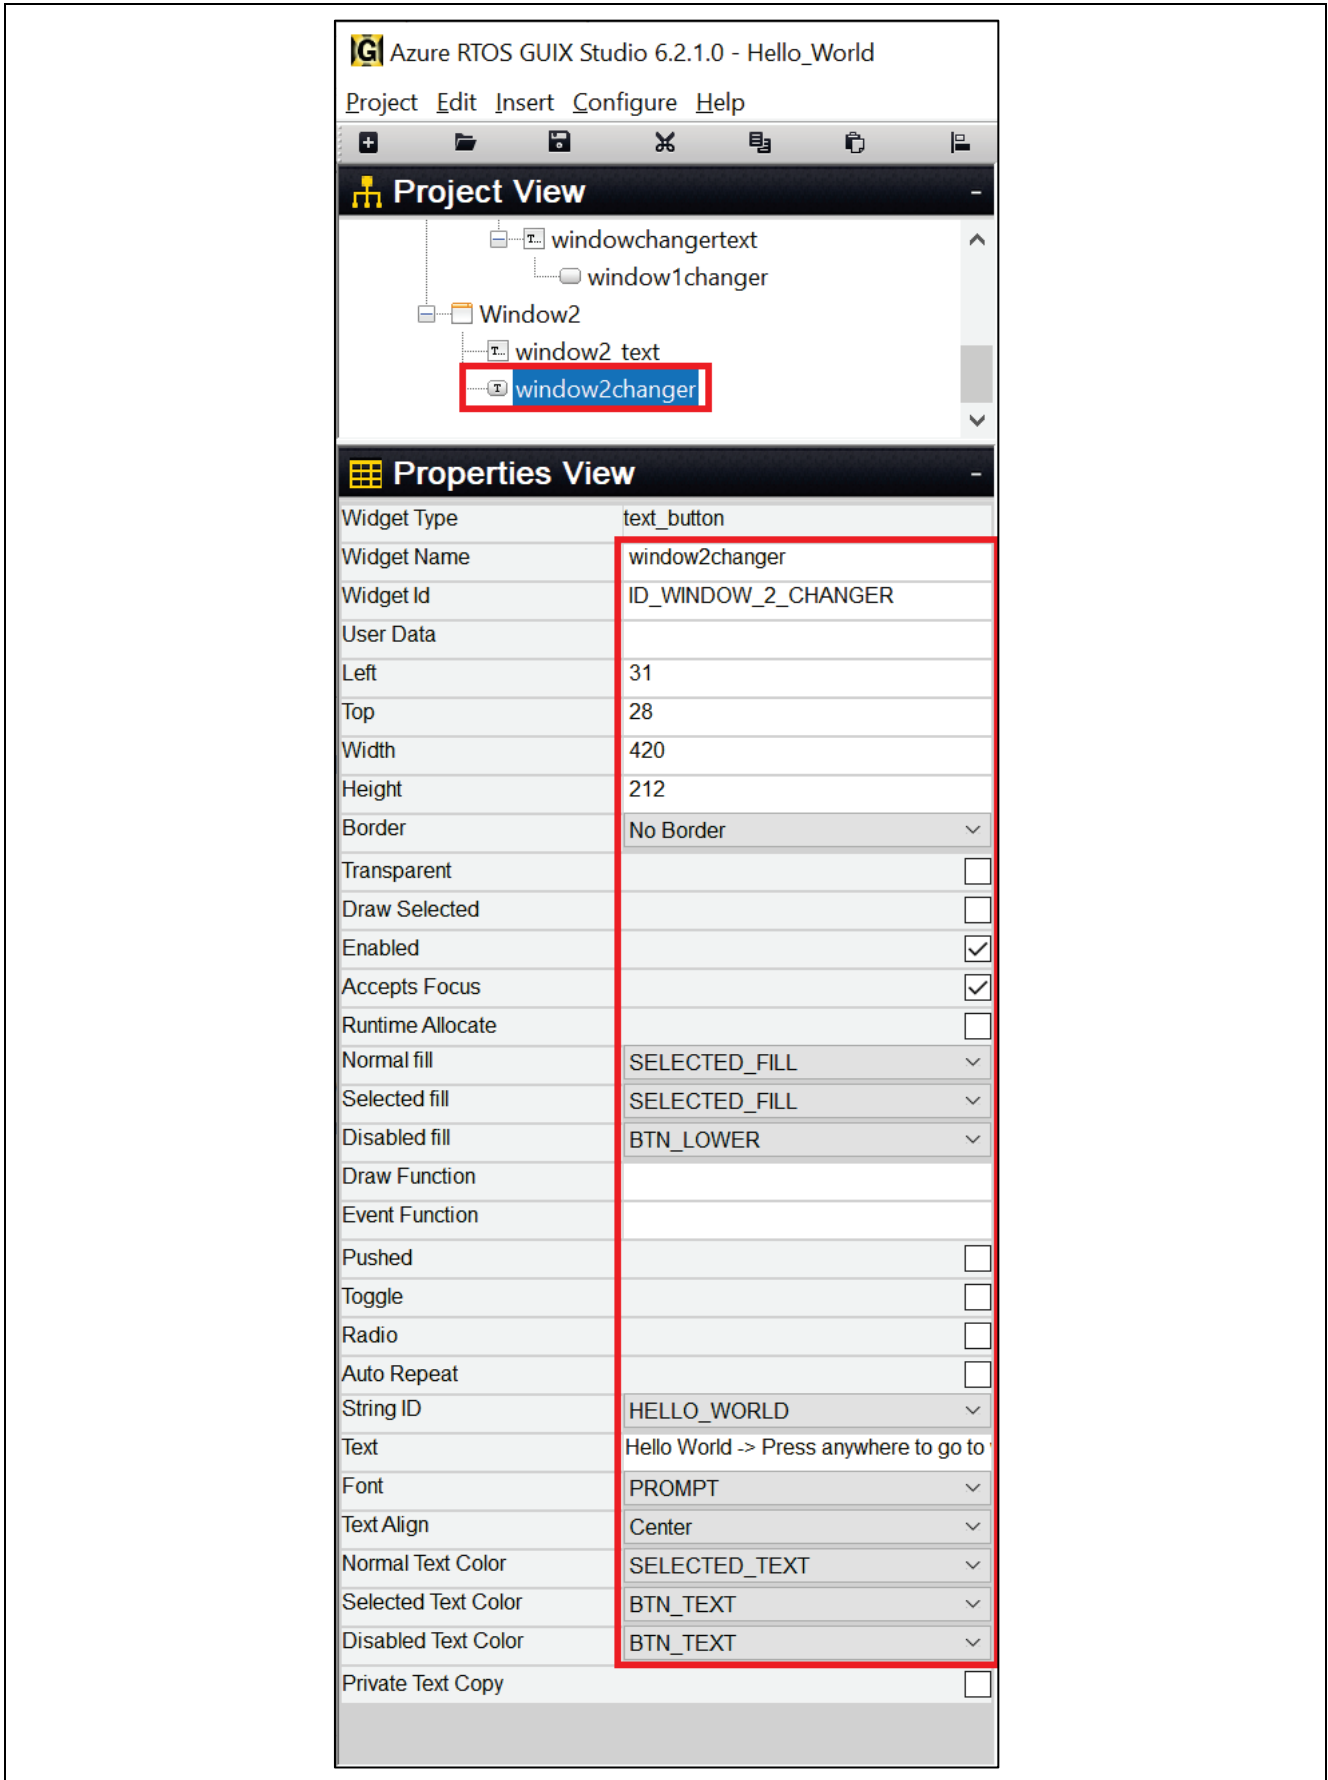 Azure RTOS GUIX Studio 6.2.1.0 - Hello_World
Project Edit Insert Configure Help
Project View
windowchangertext
window1changer
Window2
window2_text
window2changer
Properties View
Widget Type text_button
Widget Name window2changer
Widget Id ID_WINDOW_2_CHANGER
User Data
Left 31
Top 28
Width 420
Height 212
Border No Border
Transparent
Draw Selected
Enabled
Accepts Focus
Runtime Allocate
Normal fill SELECTED_FILL
Selected fill SELECTED_FILL
Disabled fill BTN_LOWER
Draw Function
Event Function
Pushed
Toggle
Radio
Auto Repeat
String ID HELLO_WORLD
Text Hello World -> Press anywhere to go to
Font PROMPT
Text Align Center
Normal Text Color SELECTED_TEXT
Selected Text Color BTN_TEXT
Disabled Text Color BTN_TEXT
Private Text Copy